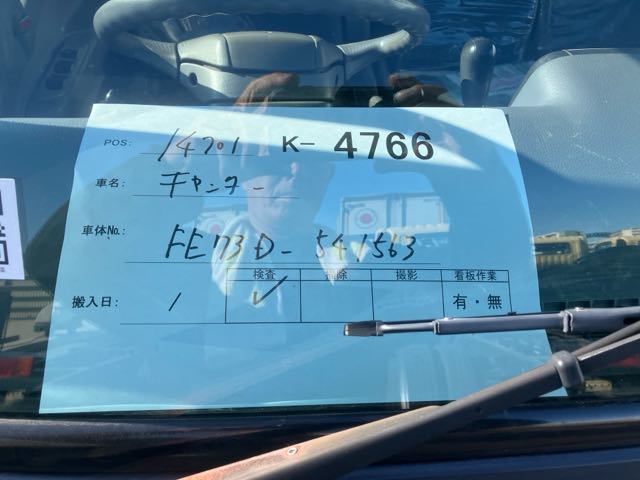 POS: 14701 K- 4766
車名: キャンター
車体No.: FE73D-541563
検査 掃除 撮影 看板作業
搬入日: / ✓ 有・無